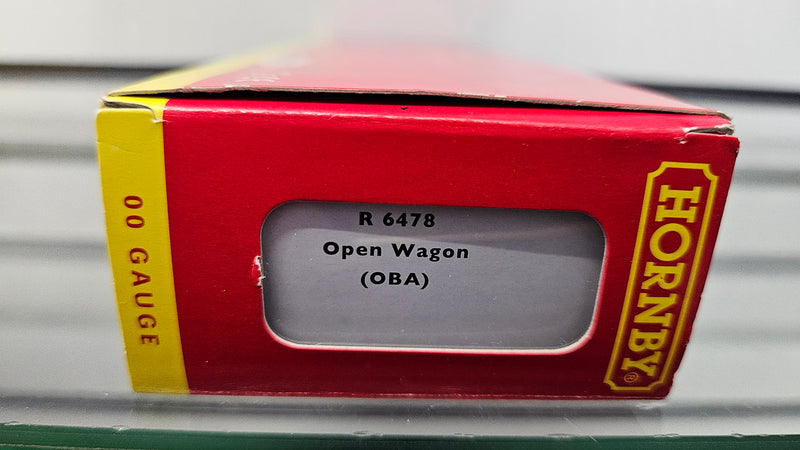 00 GAUGE
R 6478
Open Wagon
(OBA)
HORNBY®